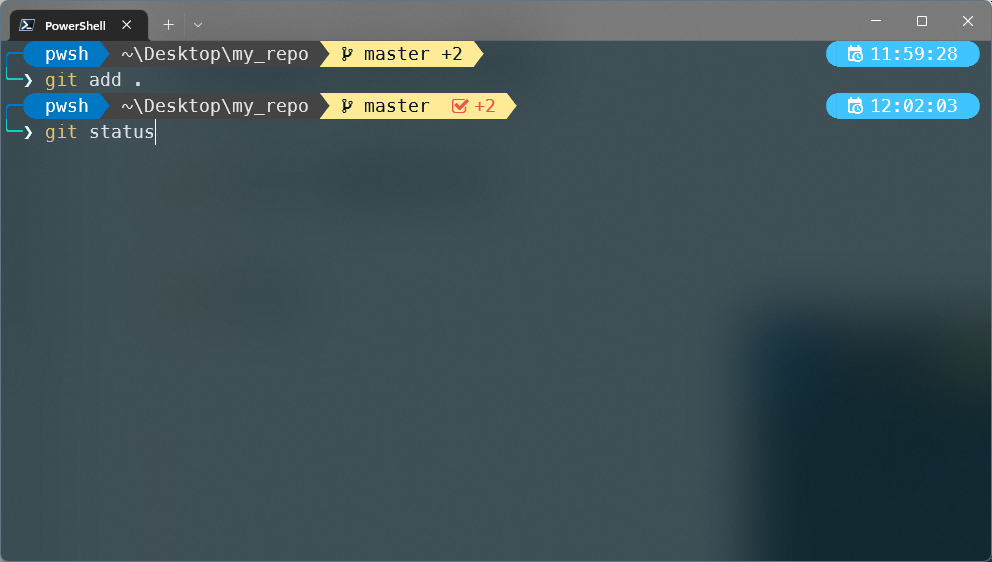 PowerShell
pwsh ~\Desktop\my_repo master +2 11:59:28
❯ git add .
pwsh ~\Desktop\my_repo master +2 12:02:03
❯ git status